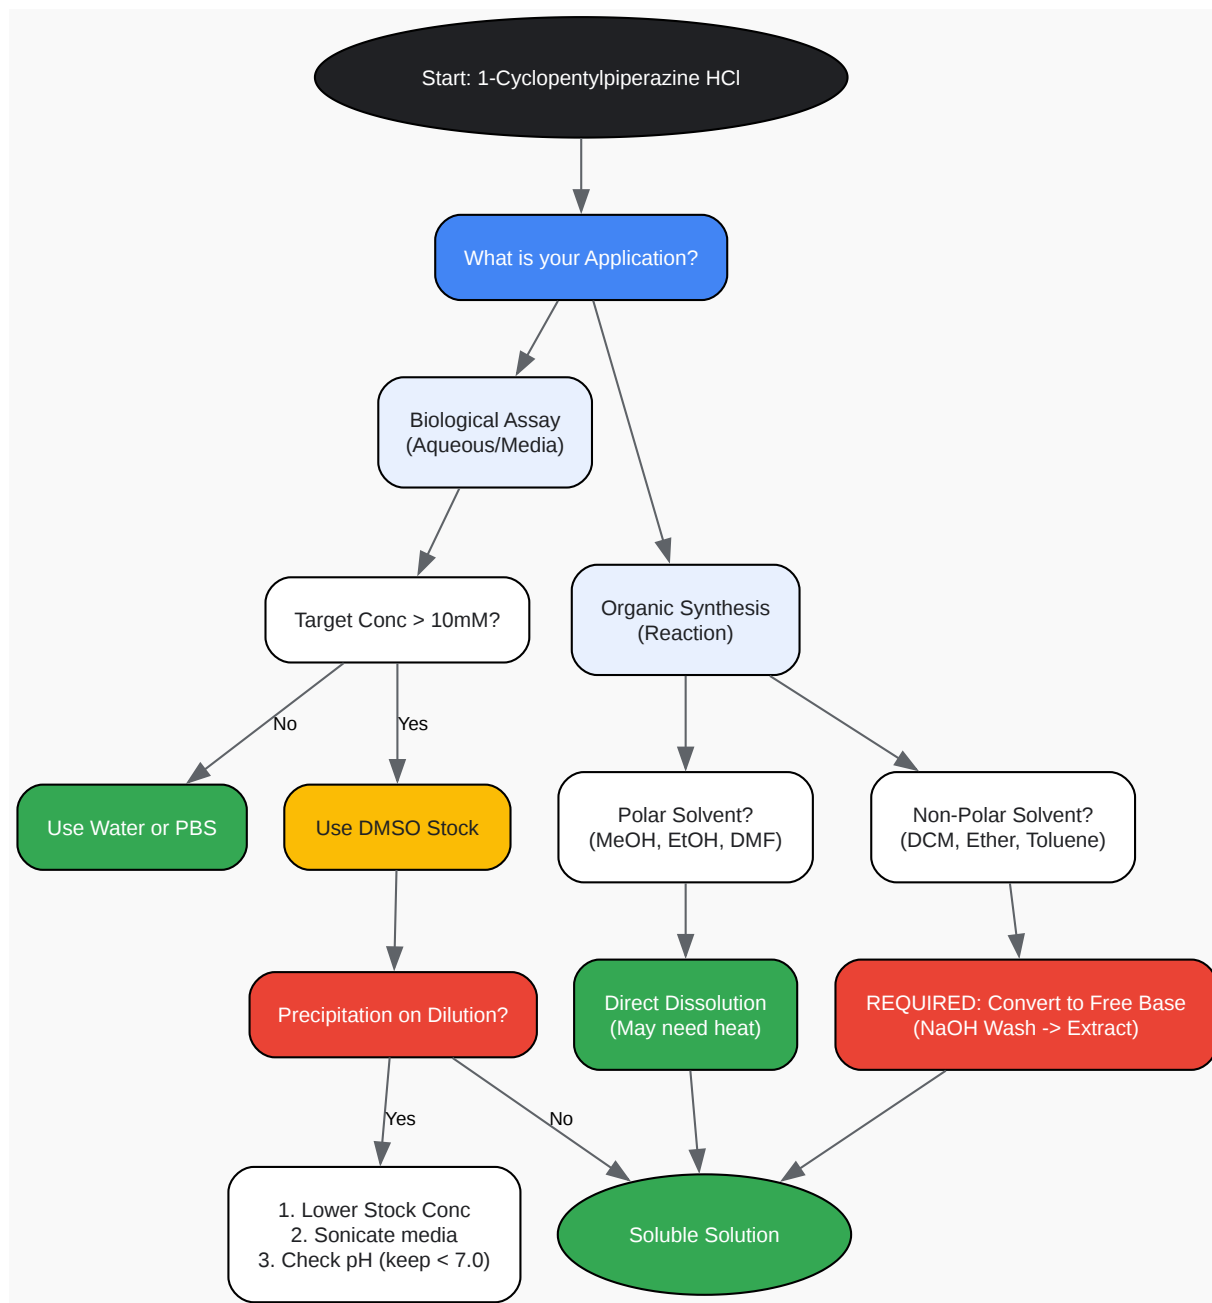 Start: 1-Cyclopentylpiperazine HCl
What is your Application?
Biological Assay
(Aqueous/Media)
Target Conc > 10mM?
Organic Synthesis
(Reaction)
No
Yes
Use Water or PBS
Use DMSO Stock
Polar Solvent?
(MeOH, EtOH, DMF)
Non-Polar Solvent?
(DCM, Ether, Toluene)
Precipitation on Dilution?
Direct Dissolution
(May need heat)
REQUIRED: Convert to Free Base
(NaOH Wash -> Extract)
Yes
No
1. Lower Stock Conc
2. Sonicate media
3. Check pH (keep < 7.0)
Soluble Solution